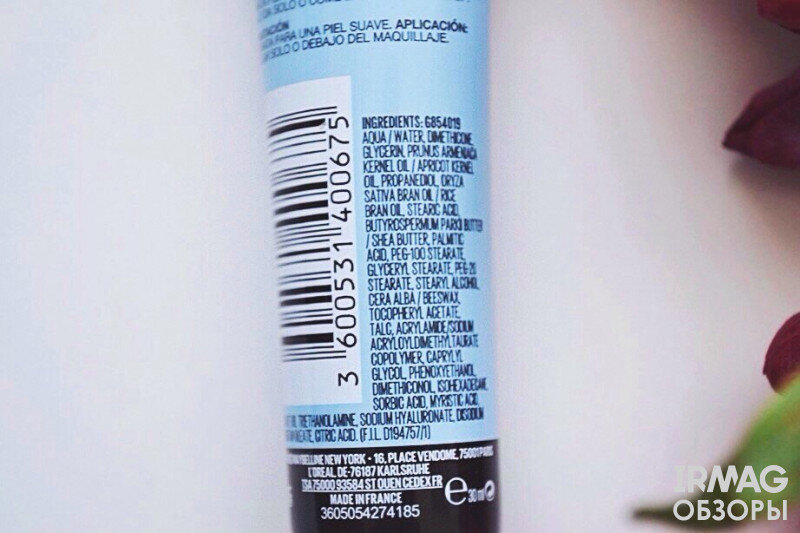 SOLO O
PARA UNA PIEL SUAVE. APLICACIÓN:
SOLO O DEBAJO DEL MAQUILLAJE.
3 600531 400675
INGREDIENTS: G854019
AQUA / WATER, DIMETHICONE,
GLYCERIN, PRUNUS ARMENIACA
KERNEL OIL / APRICOT KERNEL
OIL, PROPANEDIOL, ORYZA
SATIVA BRAN OIL / RICE
BRAN OIL, STEARIC ACID,
BUTYROSPERMUM PARKII BUTTER
/ SHEA BUTTER, PALMITIC
ACID, PEG-100 STEARATE,
GLYCERYL STEARATE, PEG-20
STEARATE, STEARYL ALCOHOL,
CERA ALBA / BEESWAX,
TOCOPHERYL ACETATE,
TALC, ACRYLAMIDE/SODIUM
ACRYLOYLDIMETHYLTAURATE
COPOLYMER, CAPRYLYL
GLYCOL, PHENOXYETHANOL,
DIMETHICONOL, ISOHEXADECANE,
SORBIC ACID, MYRISTIC ACID,
TRIETHANOLAMINE, SODIUM HYALURONATE, DISODIUM
CITRIC ACID. (F.I.L. D194757/1)
NEW YORK - 16, PLACE VENDOME, 75001 PARIS
L'OREAL, DE-76187 KARLSRUHE
TSA 75000 93584 ST OUEN CEDEX FR
MADE IN FRANCE
3605054274185
e 30 ml
IRMAG
ОБЗОРЫ